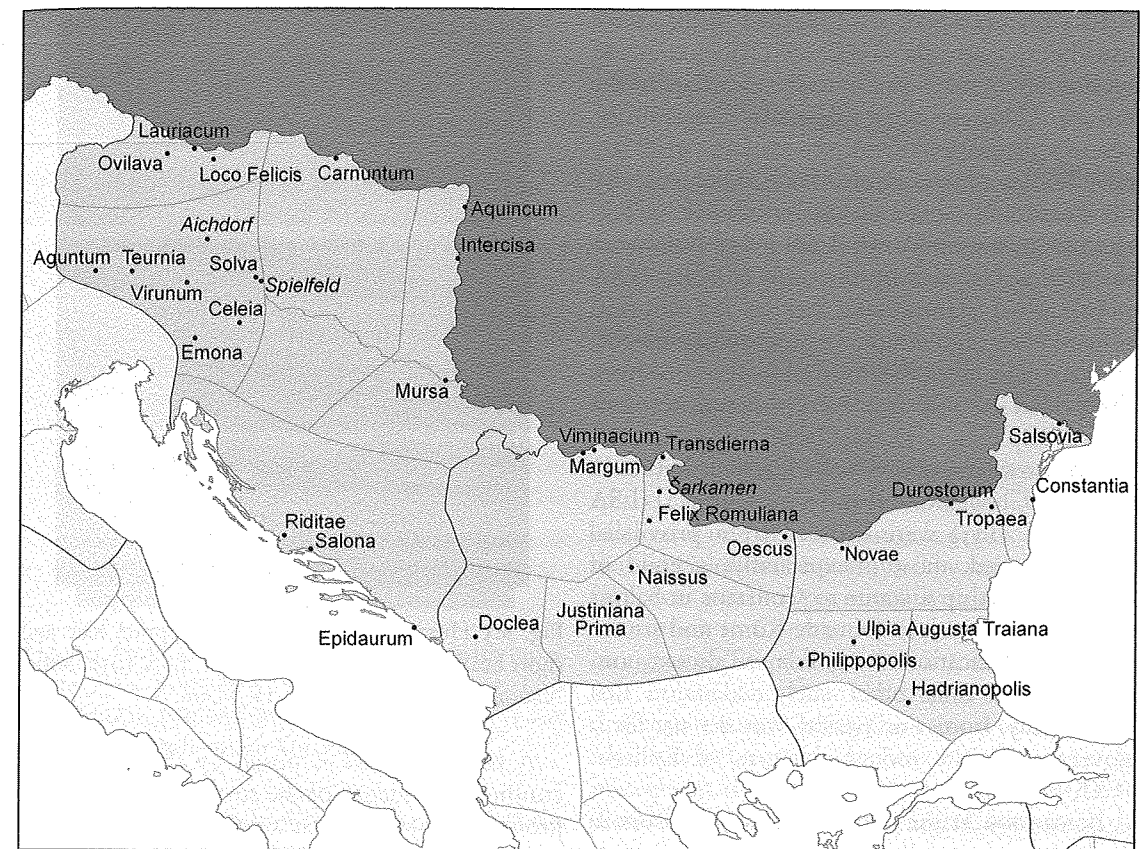 Lauriacum
Ovilava
Loco Felicis
Carnuntum
Aquincum
Aichdorf
Intercisa
Aguntum
Teurnia
Solva
Virunum
Spielfeld
Celeia
Emona
Mursa
Viminacium
Transdierna
Margum
Salsovia
Šarkamen
Durostorum
Constantia
Felix Romuliana
Tropaea
Riditae
Salona
Oescus
Novae
Naissus
Justiniana
Prima
Doclea
Epidaurum
Ulpia Augusta Traiana
Philippopolis
Hadrianopolis